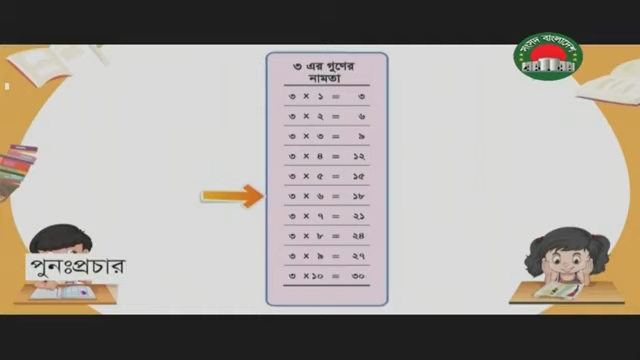 সংসদ বাংলাদেশ
৩ এর গুণের
নামতা
৩ × ১ = ৩
৩ × ২ = ৬
৩ × ৩ = ৯
৩ × ৪ = ১২
৩ × ৫ = ১৫
৩ × ৬ = ১৮
৩ × ৭ = ২১
৩ × ৮ = ২৪
৩ × ৯ = ২৭
৩ × ১০ = ৩০
পুনঃপ্রচার